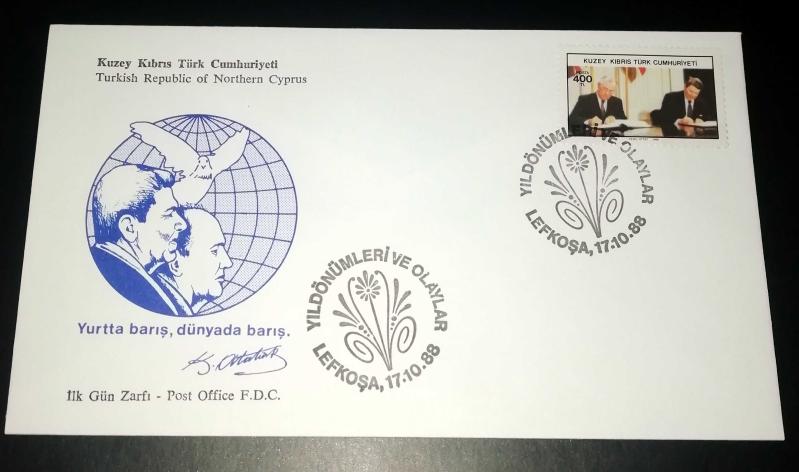 Kuzey Kıbrıs Türk Cumhuriyeti
Turkish Republic of Northern Cyprus
KUZEY KIBRIS TÜRK CUMHURİYETİ
POSTA
400
TL
YILDÖNÜMLERİ VE OLAYLAR
LEFKOŞA, 17.10.88
YILDÖNÜMLERİ VE OLAYLAR
LEFKOŞA, 17.10.88
Yurtta barış, dünyada barış.
K. Atatürk
İlk Gün Zarfı - Post Office F.D.C.